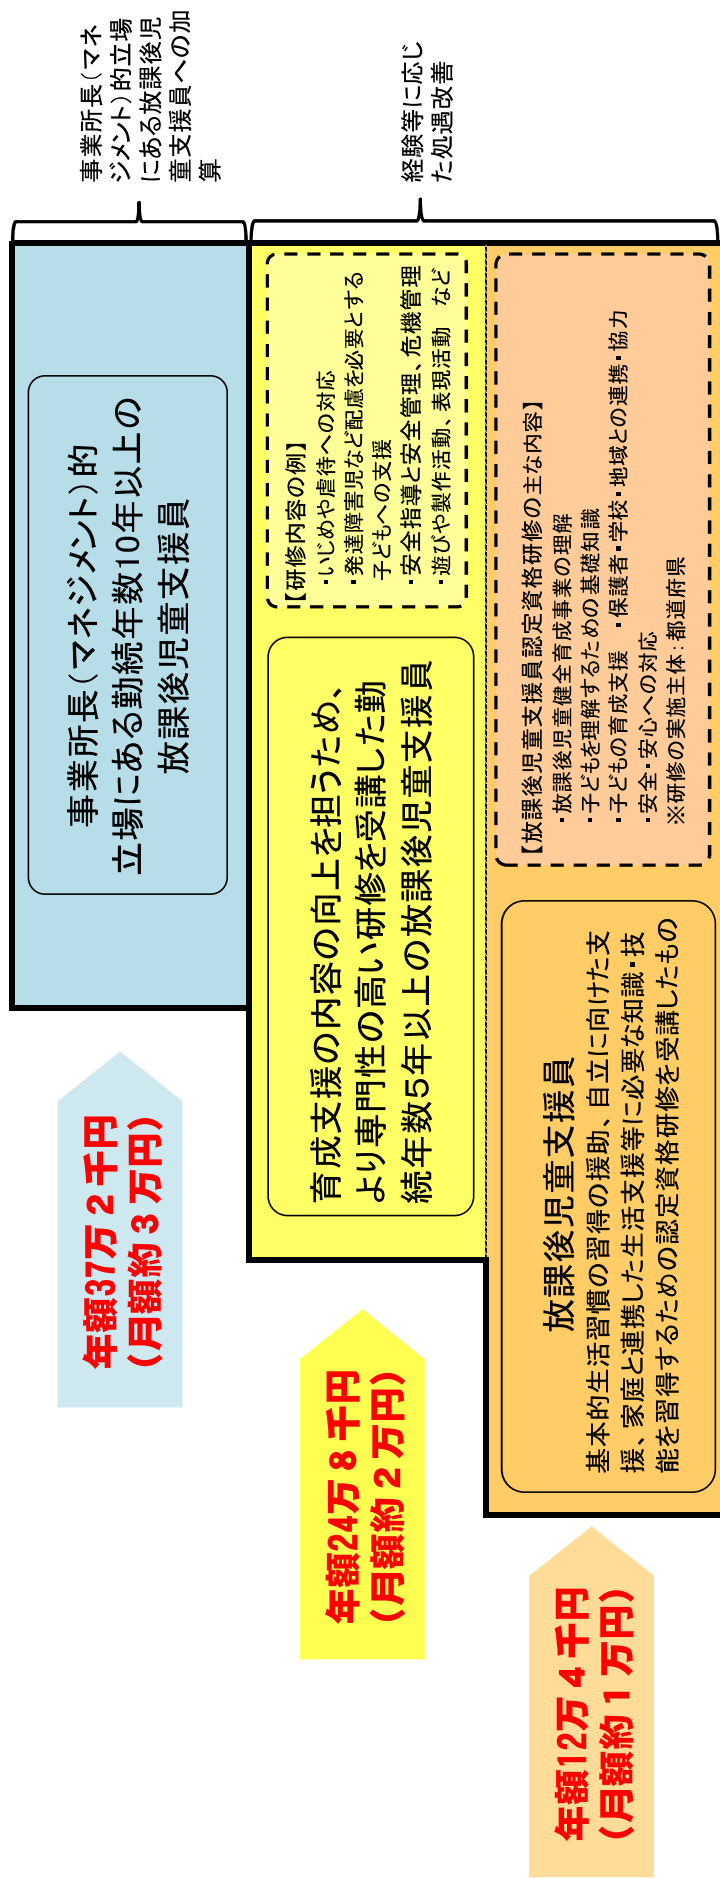 事業所長（マネ
ジメント）的立場
にある放課後児
童支援員への加
算
事業所長（マネジメント）的
立場にある勤続年数10年以上の
放課後児童支援員
年額37万２千円
（月額約３万円）
経験等に応じ
た処遇改善
育成支援の内容の向上を担うため、
より専門性の高い研修を受講した勤
続年数５年以上の放課後児童支援員
【研修内容の例】
・いじめや虐待への対応
・発達障害児など配慮を必要とする
子どもへの支援
・安全指導と安全管理、危機管理
・遊びや製作活動、表現活動　など
年額24万８千円
（月額約２万円）
放課後児童支援員
基本的生活習慣の習得の援助、自立に向けた支
援、家庭と連携した生活支援等に必要な知識・技
能を習得するための認定資格研修を受講したもの
【放課後児童支援員認定資格研修の主な内容】
・放課後児童健全育成事業の理解
・子どもを理解するための基礎知識
・子どもの育成支援　・保護者・学校・地域との連携・協力
・安全・安心への対応
※研修の実施主体：都道府県
年額12万４千円
（月額約１万円）